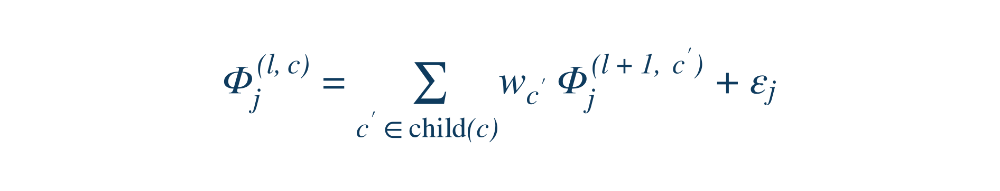 Φ_j^{(l, c)} = ∑_{c′ ∈ child(c)} w_{c′} Φ_j^{(l + 1, c′)} + ε_j